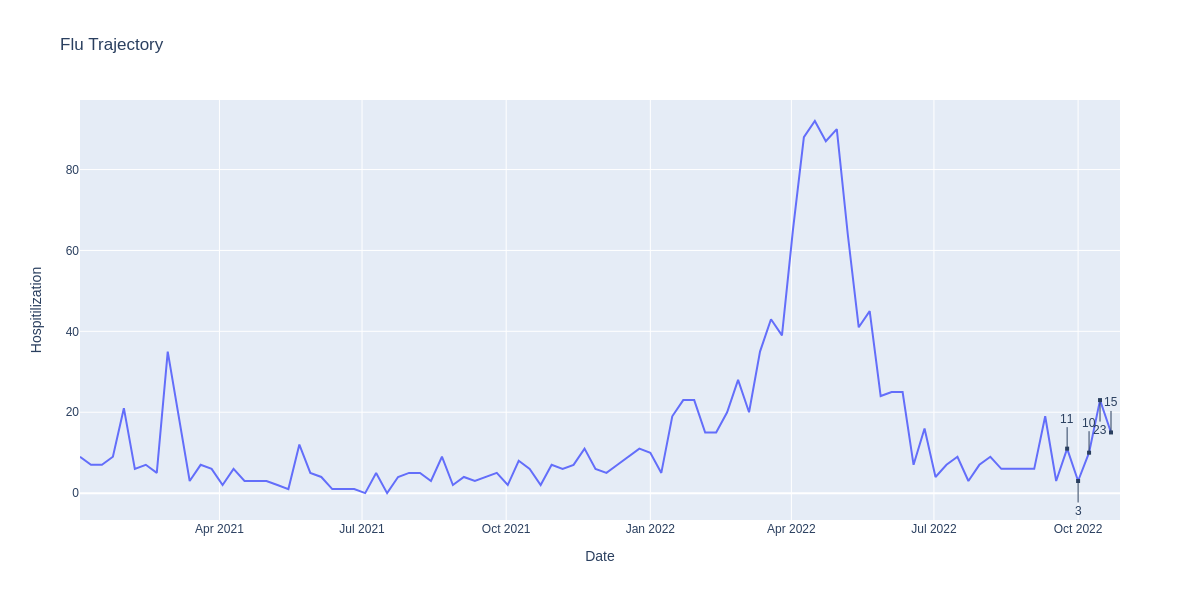 Flu Trajectory
Hospitilization
80
60
40
20
0
11
3
10
23
15
Apr 2021
Jul 2021
Oct 2021
Jan 2022
Apr 2022
Jul 2022
Oct 2022
Date